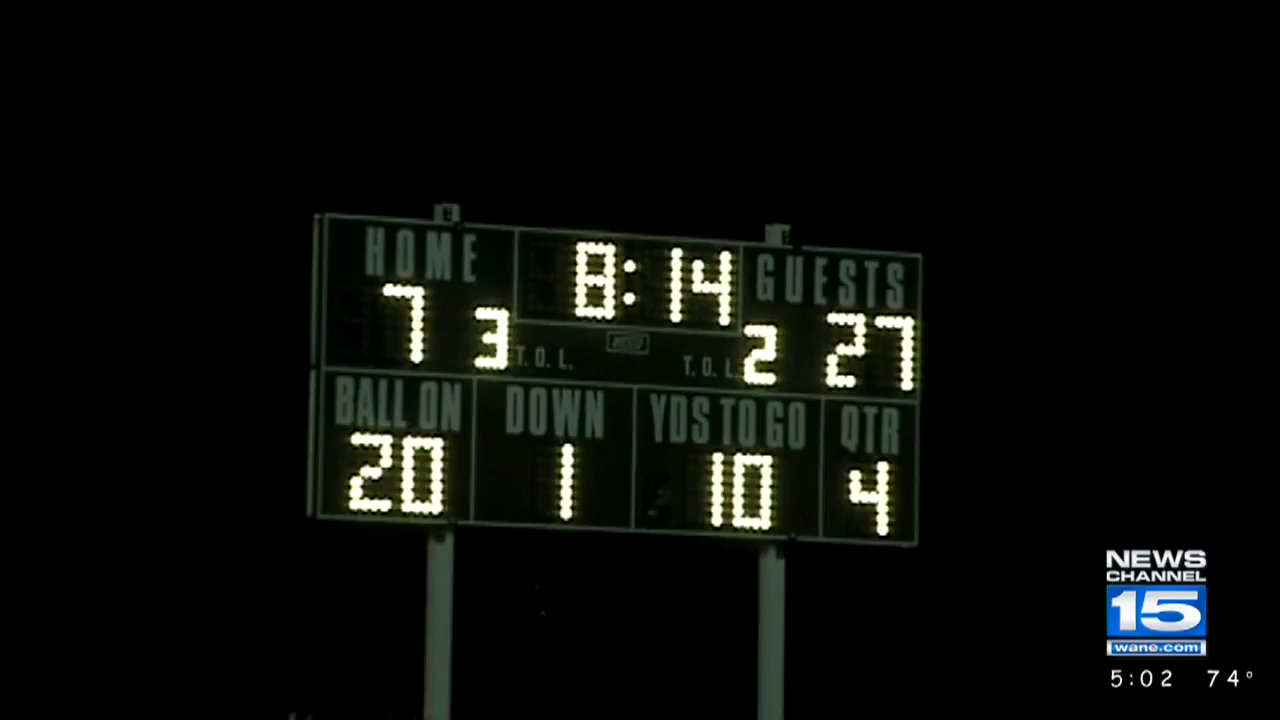 HOME 8:14 GUESTS
7 3 T.O.L. T.O.L. 2 27
BALL ON DOWN YDS TO GO QTR
20 1 10 4
NEWS
CHANNEL
15
wane.com
5:02 74°